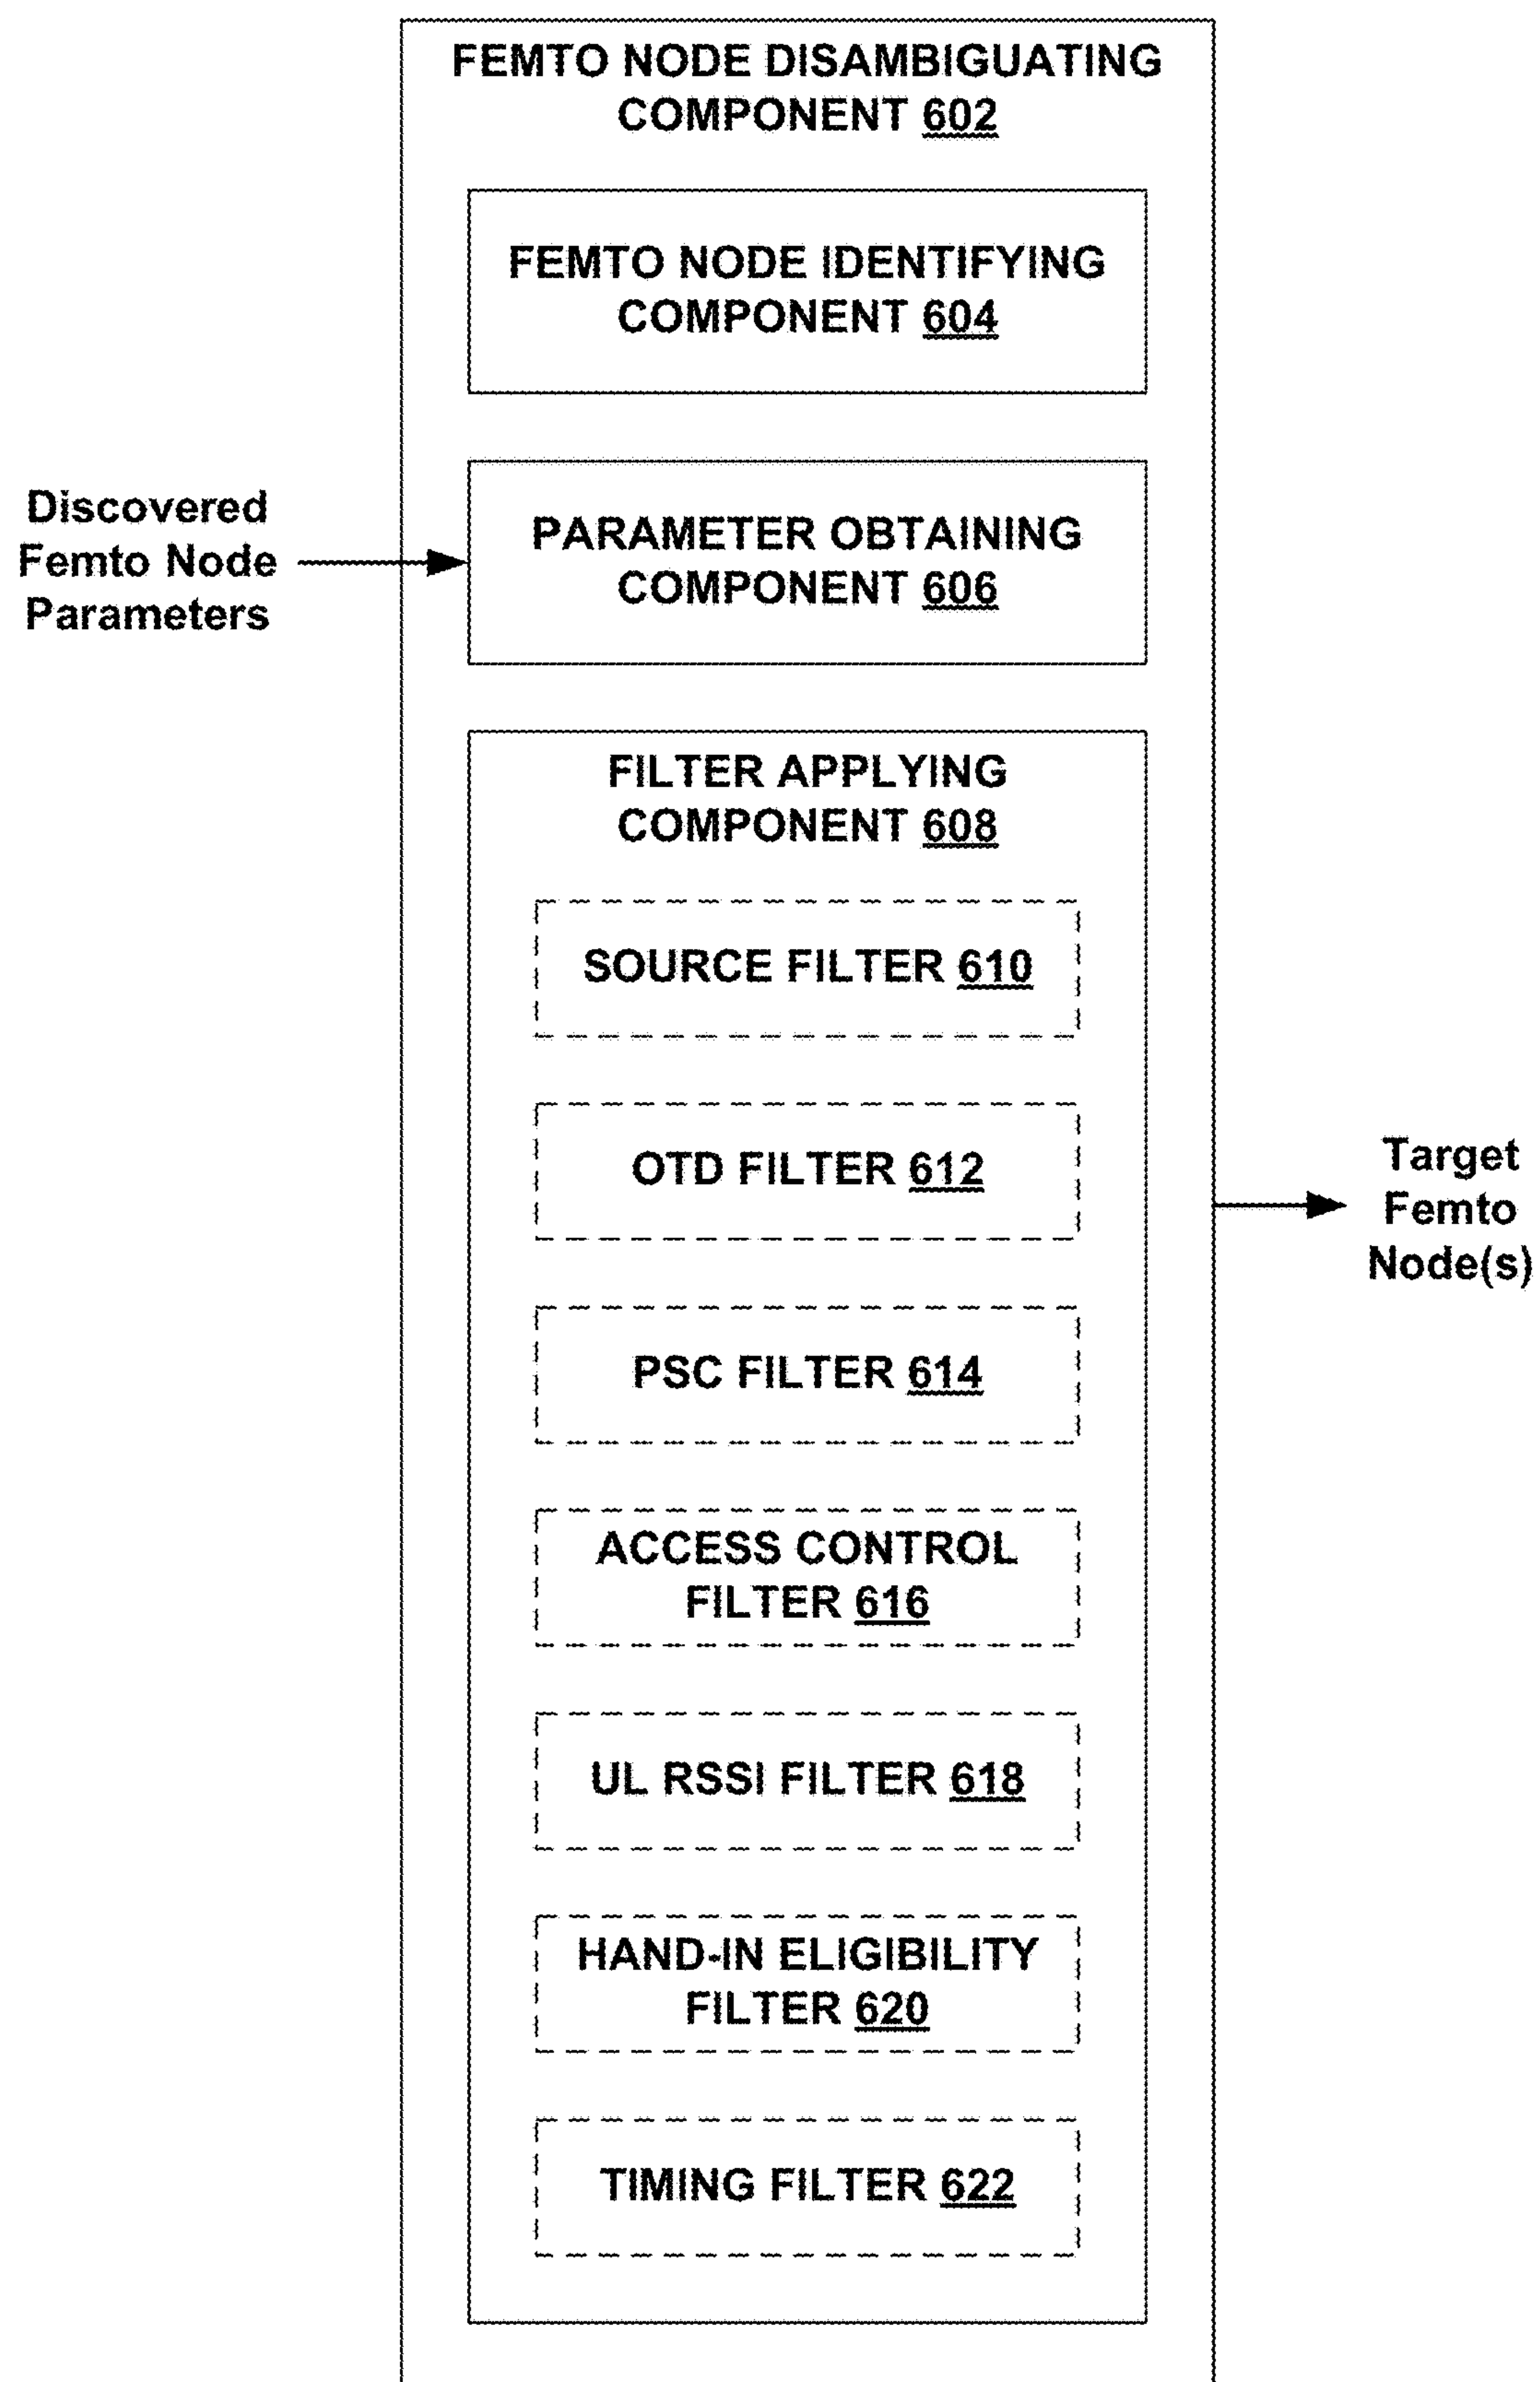 FEMTO NODE DISAMBIGUATING
COMPONENT 602
FEMTO NODE IDENTIFYING
COMPONENT 604
Discovered
Femto Node
Parameters
PARAMETER OBTAINING
COMPONENT 606
FILTER APPLYING
COMPONENT 608
SOURCE FILTER 610
OTD FILTER 612
Target
Femto
Node(s)
PSC FILTER 614
ACCESS CONTROL
FILTER 616
UL RSSI FILTER 618
HAND-IN ELIGIBILITY
FILTER 620
TIMING FILTER 622